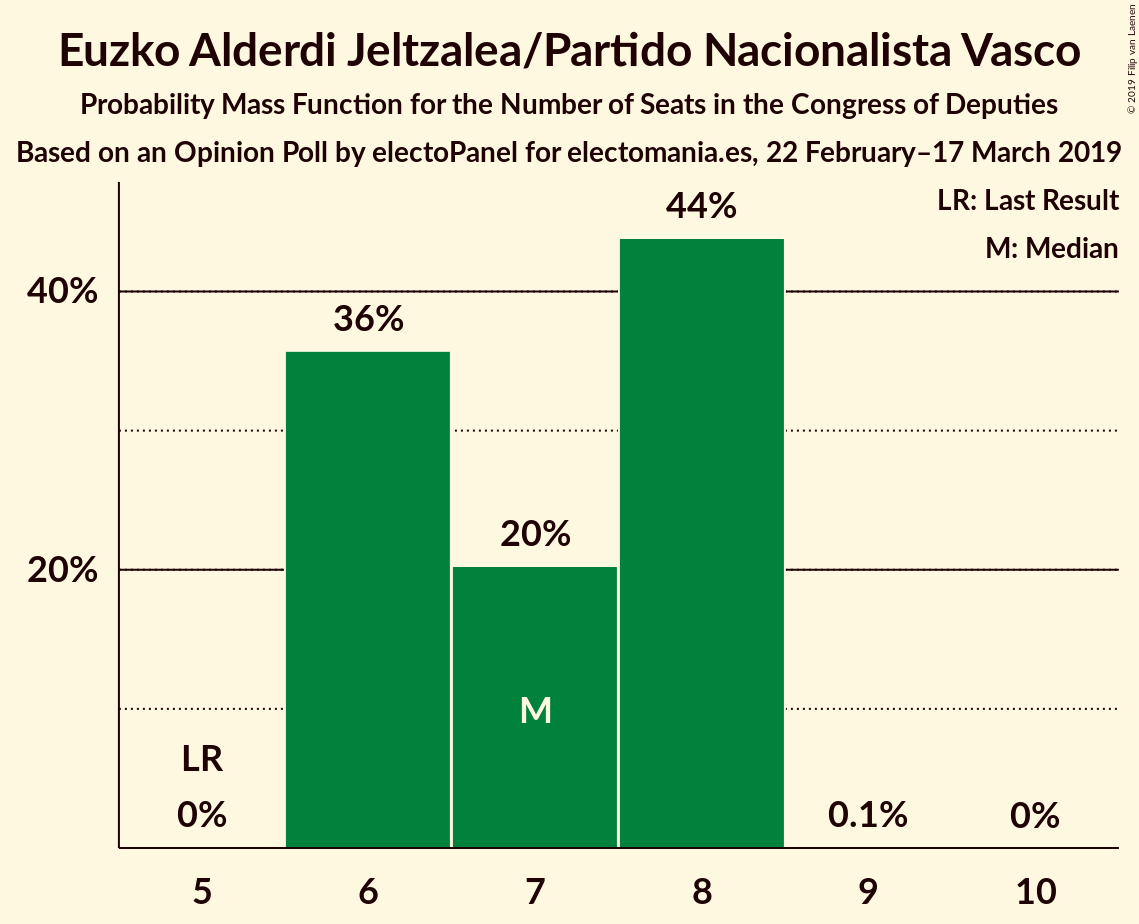 Euzko Alderdi Jeltzalea/Partido Nacionalista Vasco
Probability Mass Function for the Number of Seats in the Congress of Deputies
Based on an Opinion Poll by electoPanel for electomania.es, 22 February–17 March 2019
© 2019 Filip van Laenen
LR: Last Result
M: Median
44%
40%
36%
20%
20%
M
LR
0%
0.1%
0%
5
6
7
8
9
10